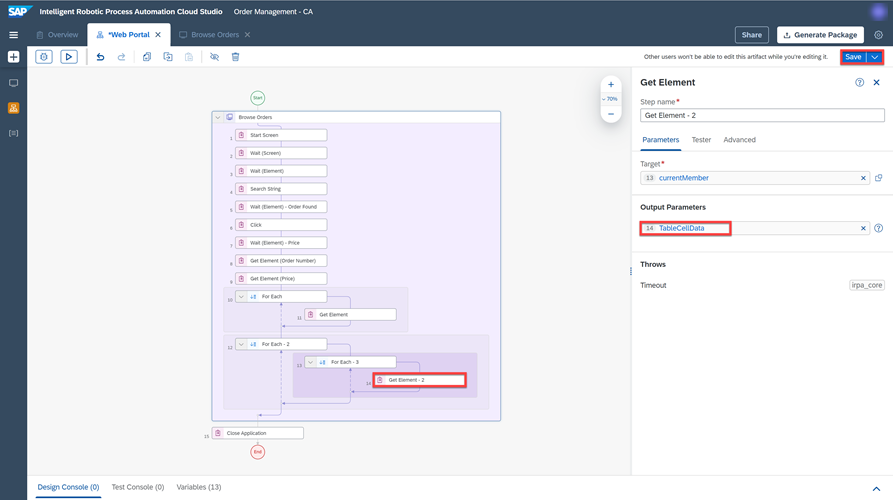 SAP Intelligent Robotic Process Automation Cloud Studio Order Management - CA
Overview *Web Portal Browse Orders Share Generate Package
Other users won't be able to edit this artifact while you're editing it. Save
Start
Browse Orders
1 Start Screen
2 Wait (Screen)
3 Wait (Element)
4 Search String
5 Wait (Element) - Order Found
6 Click
7 Wait (Element) - Price
8 Get Element (Order Number)
9 Get Element (Price)
10 For Each
11 Get Element
12 For Each - 2
13 For Each - 3
14 Get Element - 2
15 Close Application
End
70%
Get Element
Step name*
Get Element - 2
Parameters Tester Advanced
Target*
13 currentMember
Output Parameters
14 TableCellData
Throws
Timeout irpa_core
Design Console (0) Test Console (0) Variables (13)